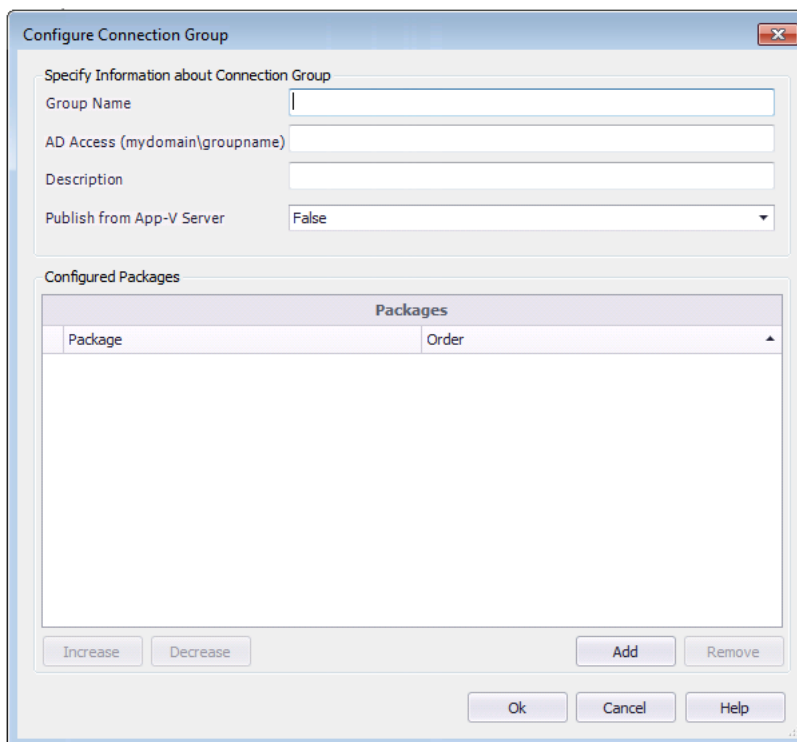 Configure Connection Group
Specify Information about Connection Group
Group Name
AD Access (mydomain\groupname)
Description
Publish from App-V Server False
Configured Packages
Packages
Package Order
Increase Decrease Add Remove
Ok Cancel Help